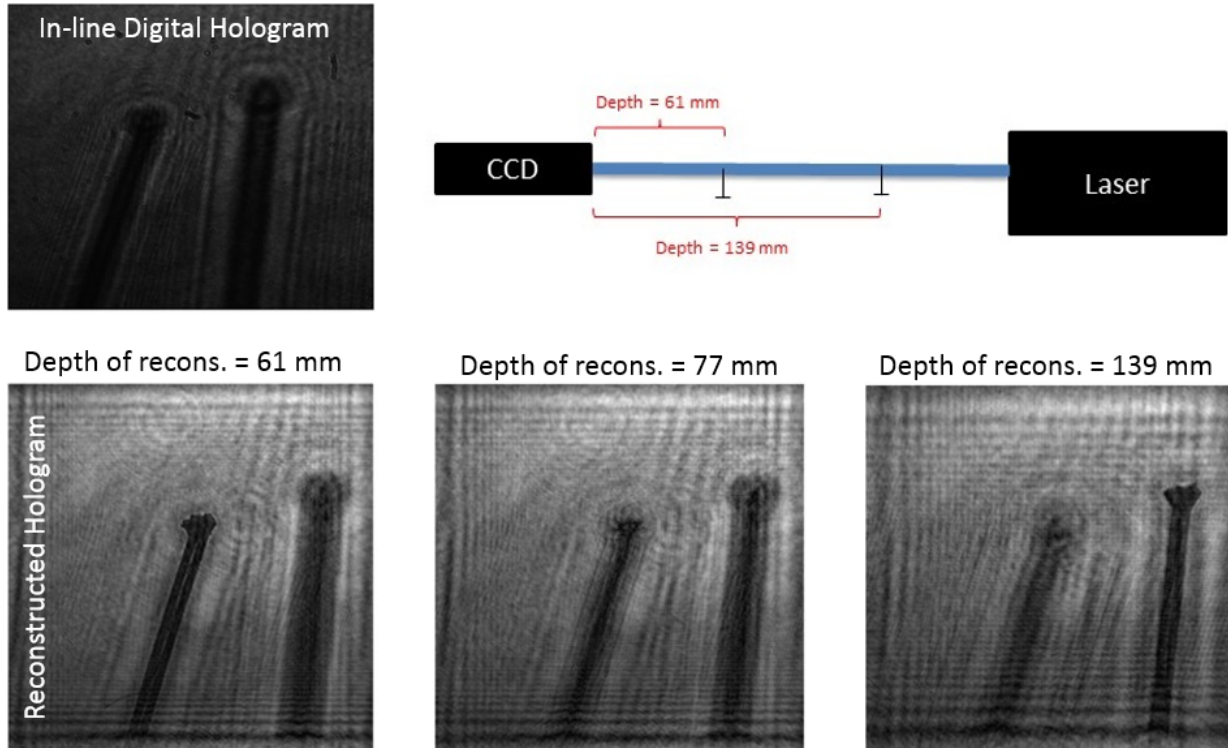 In-line Digital Hologram
Depth = 61 mm
CCD
Laser
Depth = 139 mm
Depth of recons. = 61 mm
Depth of recons. = 77 mm
Depth of recons. = 139 mm
Reconstructed Hologram